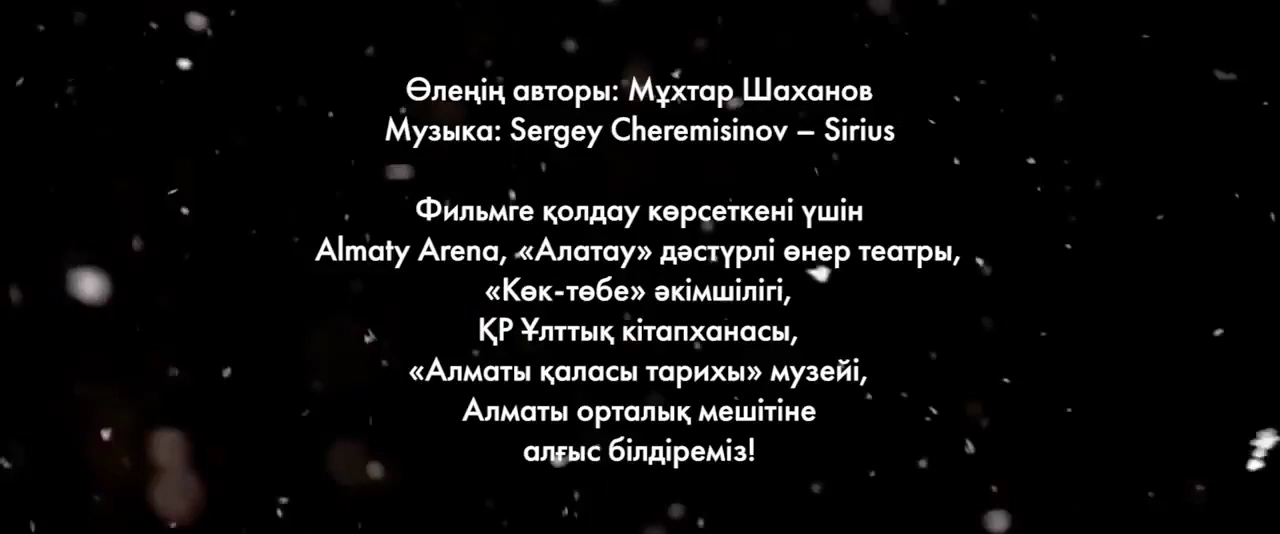 Өлеңің авторы: Мұхтар Шаханов
Музыка: Sergey Cheremisinov – Sirius
Фильмге қолдау көрсеткені үшін
Almaty Arena, «Алатау» дәстүрлі өнер театры,
«Көк-төбе» әкімшілігі,
ҚР Ұлттық кітапханасы,
«Алматы қаласы тарихы» музейі,
Алматы орталық мешітіне
алғыс білдіреміз!